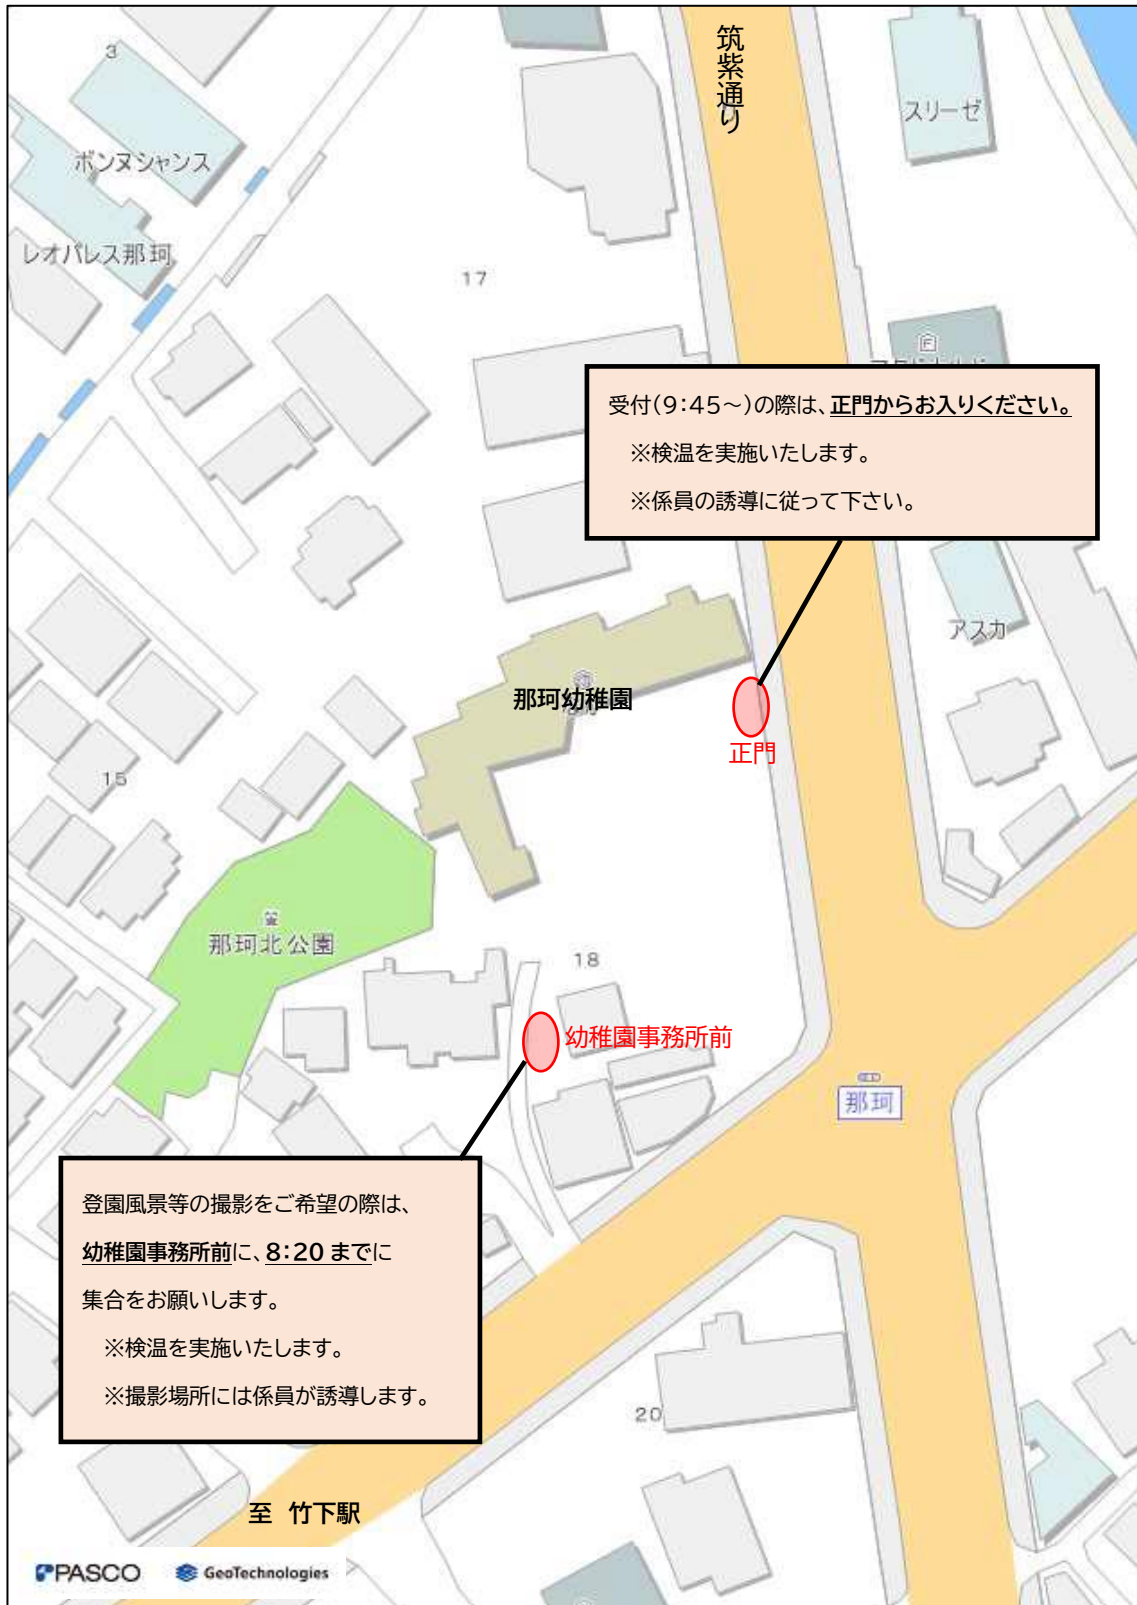 筑紫通り
3
スリーゼ
ボンヌシャンス
レオパレス那珂
17
受付(9:45～)の際は、正門からお入りください。
※検温を実施いたします。
※係員の誘導に従って下さい。
アスカ
那珂幼稚園
正門
15
那珂北公園
18
幼稚園事務所前
那珂
登園風景等の撮影をご希望の際は、
幼稚園事務所前に、8:20 までに
集合をお願いします。
※検温を実施いたします。
※撮影場所には係員が誘導します。
20
至 竹下駅
PASCO GeoTechnologies